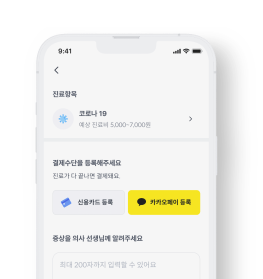 9:41
진료항목
코로나 19
예상 진료비 5,000~7,000원
결제수단을 등록해주세요
진료가 다 끝나면 결제돼요.
신용카드 등록
카카오페이 등록
증상을 의사 선생님께 알려주세요
최대 200자까지 입력할 수 있어요